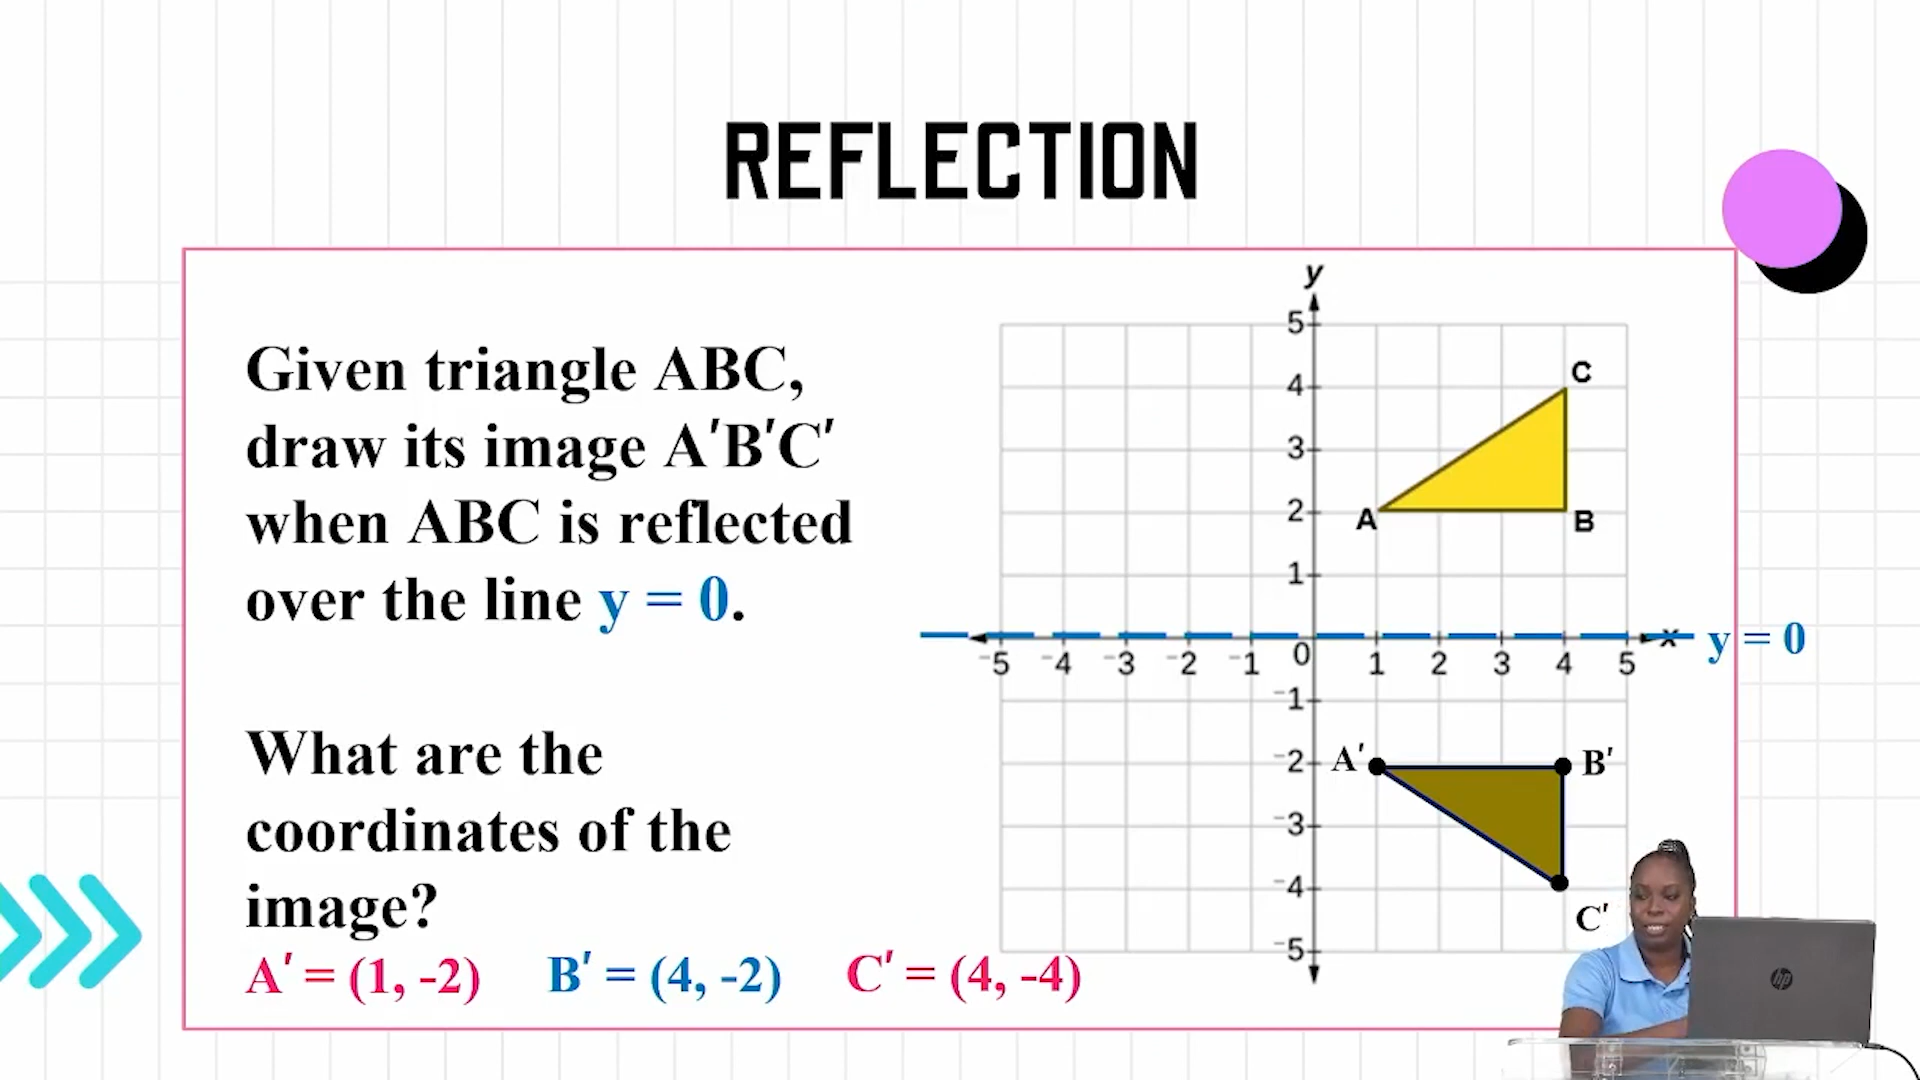 REFLECTION
Given triangle ABC,
draw its image A′B′C′
when ABC is reflected
over the line y = 0.
What are the
coordinates of the
image?
A′ = (1, -2) B′ = (4, -2) C′ = (4, -4)
y
5
4
C
3
2
A
B
1
x
y = 0
-5 -4 -3 -2 -1 0 1 2 3 4 5
-1
-2
A′
B′
-3
-4
C′
-5
hp